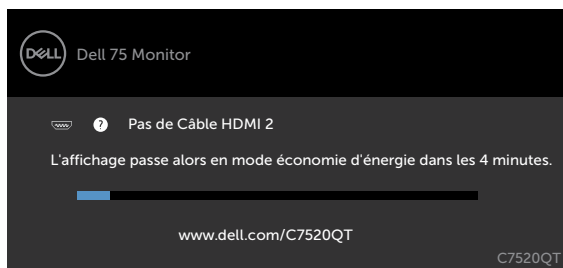 DELL
Dell 75 Monitor
? Pas de Câble HDMI 2
L'affichage passe alors en mode économie d'énergie dans les 4 minutes.
www.dell.com/C7520QT
C7520QT